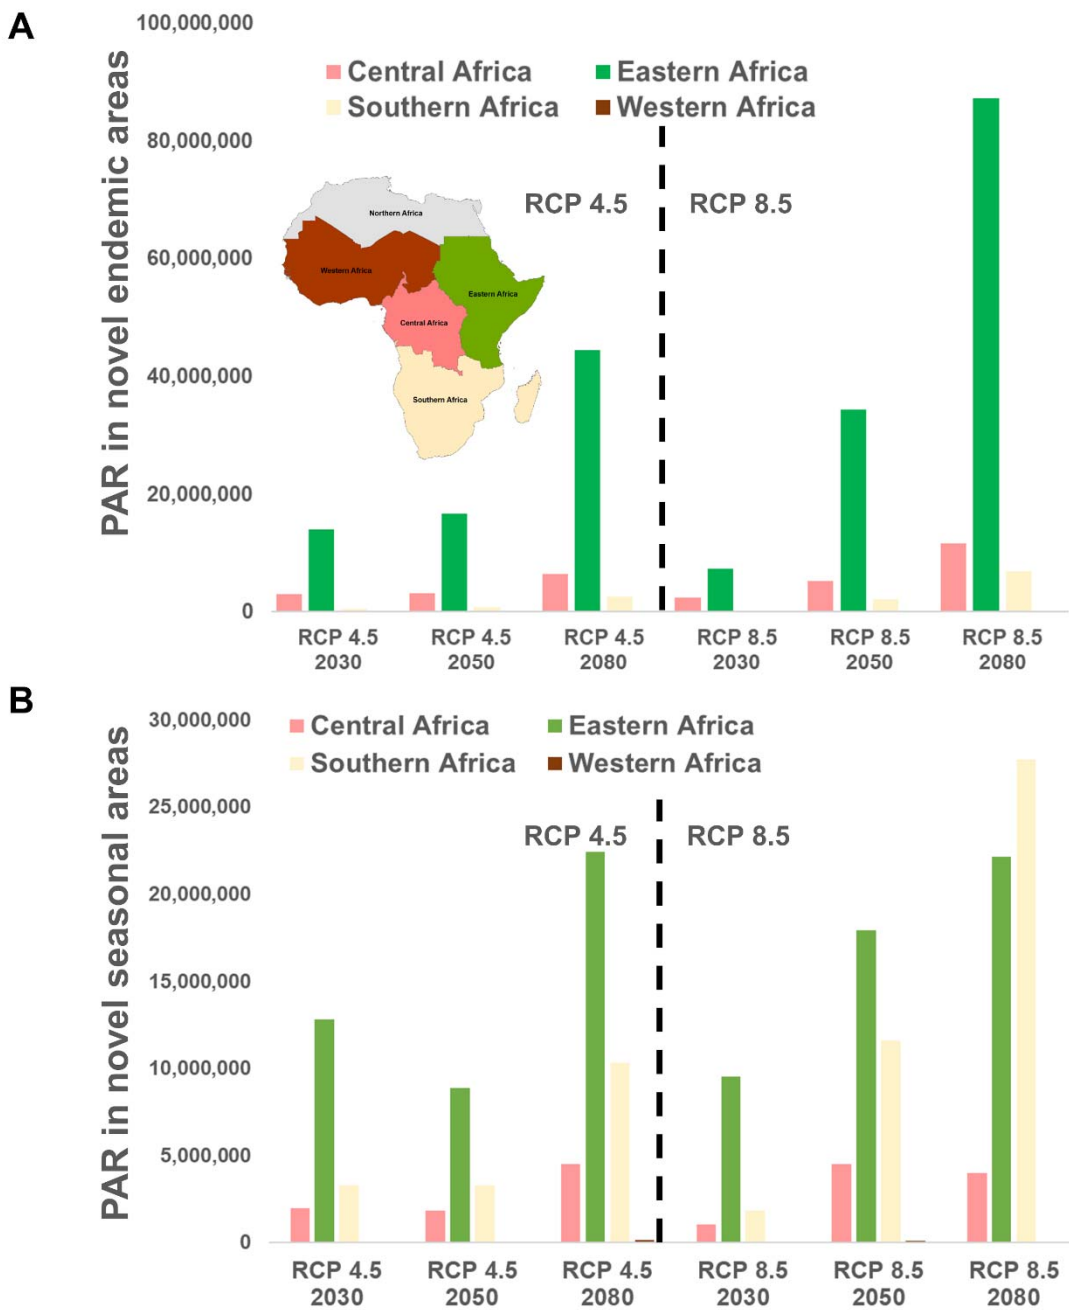 A
PAR in novel endemic areas
100,000,000
80,000,000
60,000,000
40,000,000
20,000,000
0
Central Africa
Eastern Africa
Southern Africa
Western Africa
RCP 4.5
RCP 8.5
Northern Africa
Western Africa
Eastern Africa
Central Africa
Southern Africa
RCP 4.5
2030
RCP 4.5
2050
RCP 4.5
2080
RCP 8.5
2030
RCP 8.5
2050
RCP 8.5
2080
B
PAR in novel seasonal areas
30,000,000
25,000,000
20,000,000
15,000,000
10,000,000
5,000,000
0
Central Africa
Eastern Africa
Southern Africa
Western Africa
RCP 4.5
RCP 8.5
RCP 4.5
2030
RCP 4.5
2050
RCP 4.5
2080
RCP 8.5
2030
RCP 8.5
2050
RCP 8.5
2080